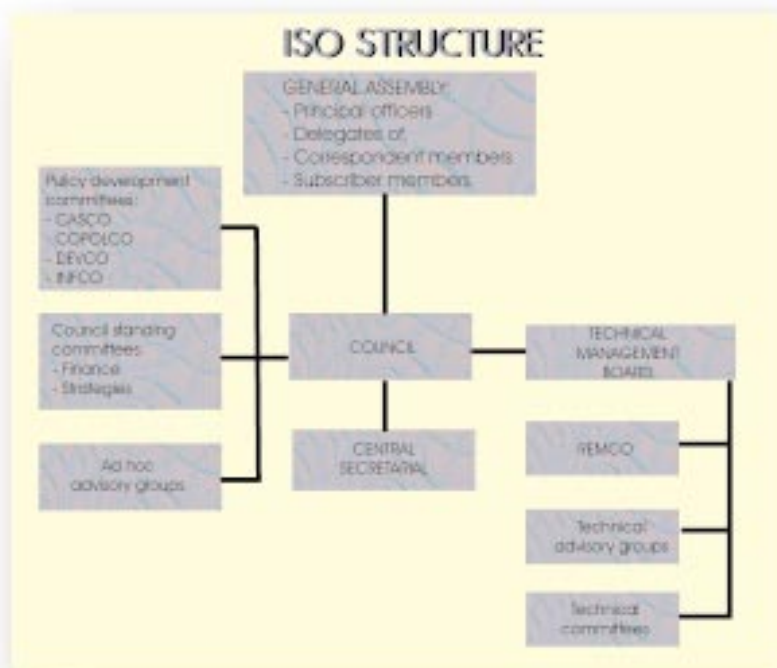 ISO STRUCTURE
GENERAL ASSEMBLY:
- Principal officers
- Delegates of:
- Correspondent members
- Subscriber members
Policy development
committees:
- CASCO
- COPOLCO
- DEVCO
- INFCO
Council standing
committees
- Finance
- Strategies
Ad hoc
advisory groups
COUNCIL
CENTRAL
SECRETARIAL
TECHNICAL
MANAGEMENT
BOARD
REMCO
Technical
advisory groups
Technical
committees